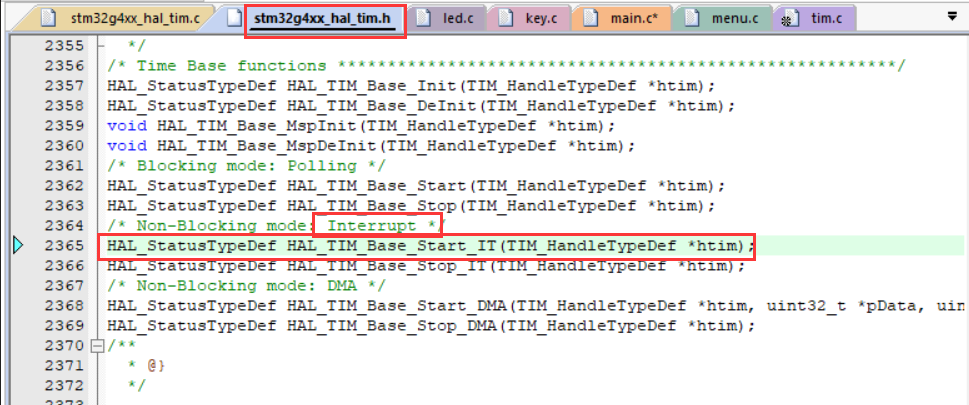 stm32g4xx_hal_tim.c stm32g4xx_hal_tim.h led.c key.c main.c* menu.c tim.c
2355 */
2356 /* Time Base functions ********************************************************/
2357 HAL_StatusTypeDef HAL_TIM_Base_Init(TIM_HandleTypeDef *htim);
2358 HAL_StatusTypeDef HAL_TIM_Base_DeInit(TIM_HandleTypeDef *htim);
2359 void HAL_TIM_Base_MspInit(TIM_HandleTypeDef *htim);
2360 void HAL_TIM_Base_MspDeInit(TIM_HandleTypeDef *htim);
2361 /* Blocking mode: Polling */
2362 HAL_StatusTypeDef HAL_TIM_Base_Start(TIM_HandleTypeDef *htim);
2363 HAL_StatusTypeDef HAL_TIM_Base_Stop(TIM_HandleTypeDef *htim);
2364 /* Non-Blocking mode: Interrupt */
2365 HAL_StatusTypeDef HAL_TIM_Base_Start_IT(TIM_HandleTypeDef *htim);
2366 HAL_StatusTypeDef HAL_TIM_Base_Stop_IT(TIM_HandleTypeDef *htim);
2367 /* Non-Blocking mode: DMA */
2368 HAL_StatusTypeDef HAL_TIM_Base_Start_DMA(TIM_HandleTypeDef *htim, uint32_t *pData, uin
2369 HAL_StatusTypeDef HAL_TIM_Base_Stop_DMA(TIM_HandleTypeDef *htim);
2370 /**
2371 * @}
2372 */
2373